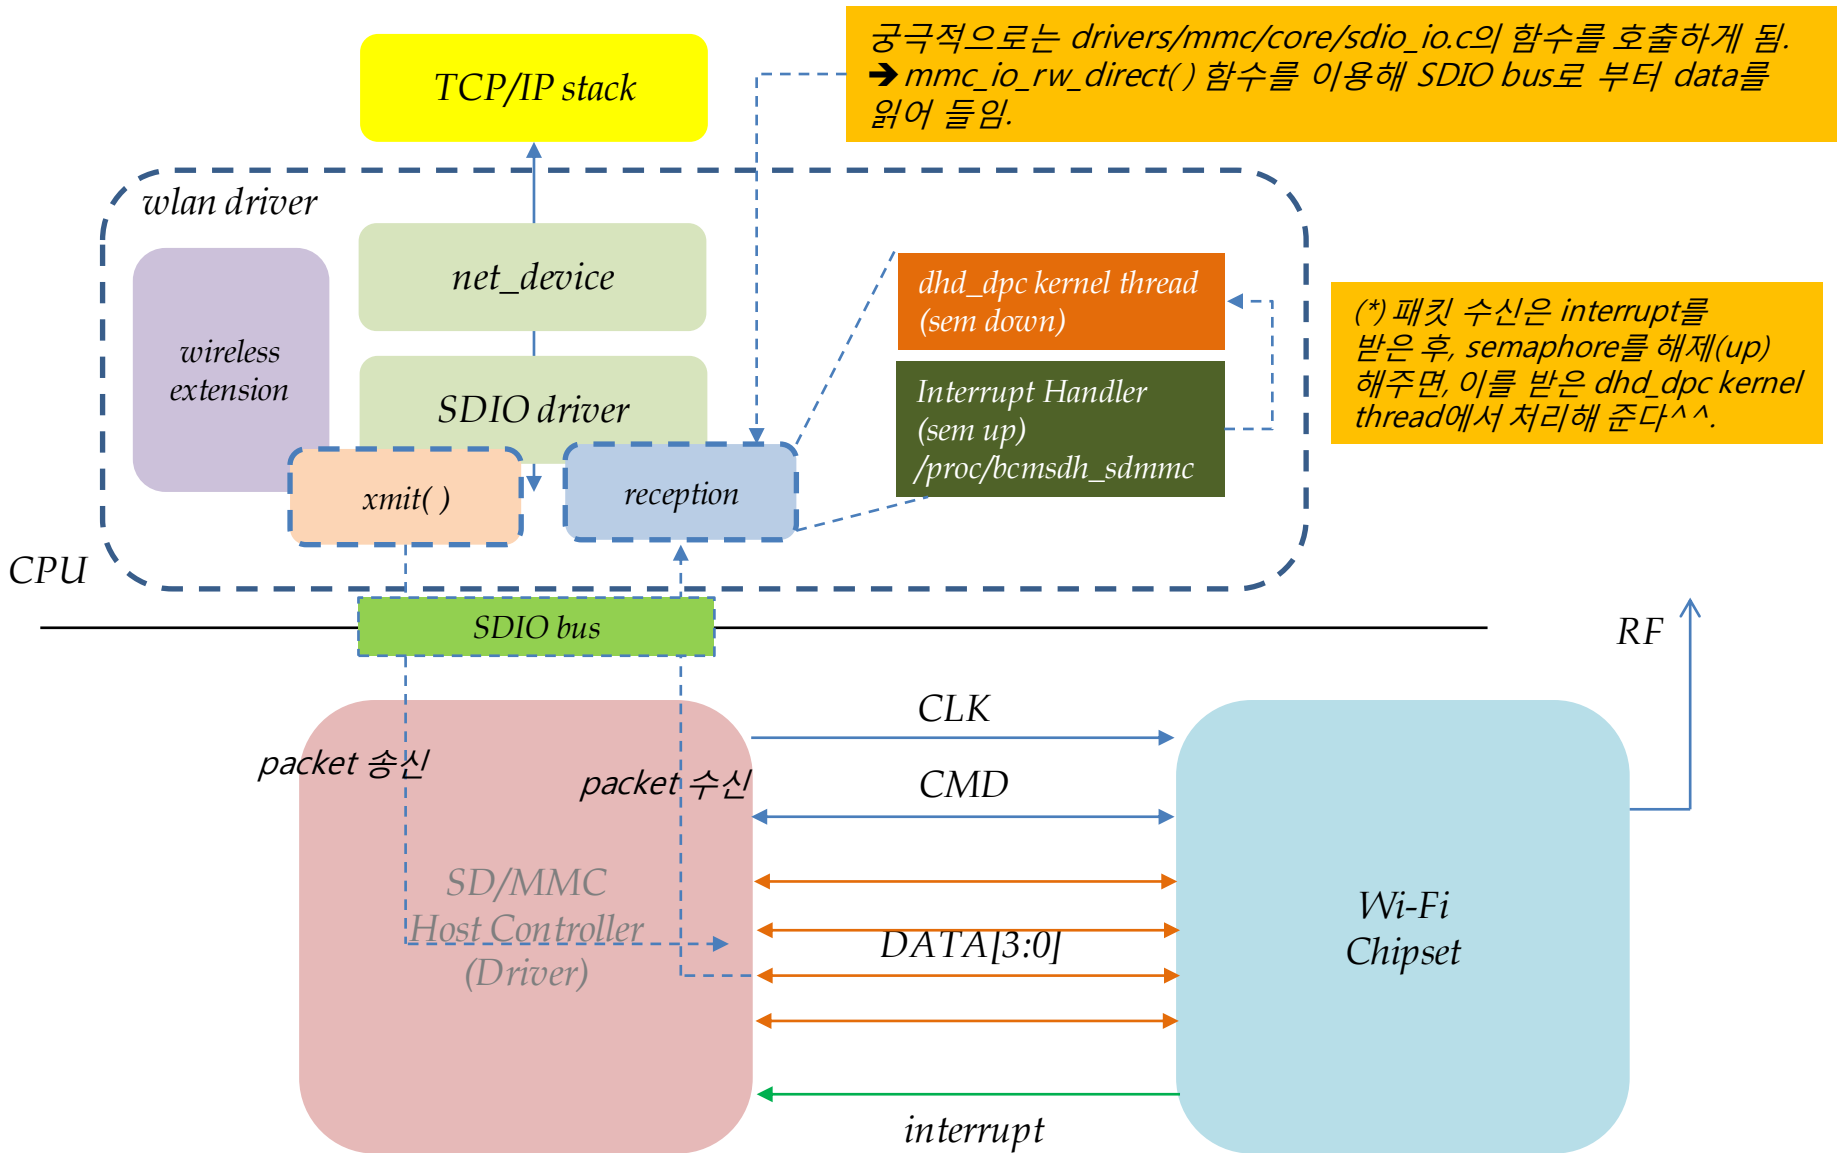 궁극적으로는 drivers/mmc/core/sdio_io.c의 함수를 호출하게 됨.
➔ mmc_io_rw_direct( ) 함수를 이용해 SDIO bus로 부터 data를
읽어 들임.
TCP/IP stack
wlan driver
net_device
wireless
extension
SDIO driver
xmit( )
reception
dhd_dpc kernel thread
(sem down)
Interrupt Handler
(sem up)
/proc/bcmsdh_sdmmc
(*) 패킷 수신은 interrupt를
받은 후, semaphore를 해제(up)
해주면, 이를 받은 dhd_dpc kernel
thread에서 처리해 준다^^.
CPU
SDIO bus
RF
packet 송신
packet 수신
SD/MMC
Host Controller
(Driver)
CLK
CMD
DATA[3:0]
interrupt
Wi-Fi
Chipset